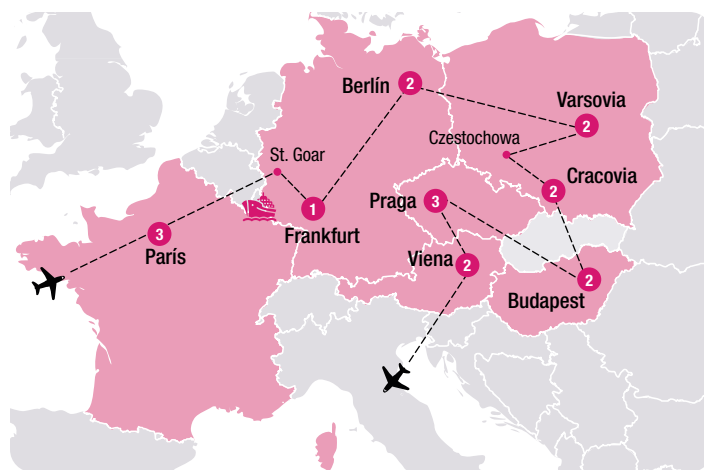 Berlín
2
Varsovia
2
Czestochowa
St. Goar
Cracovia
2
Praga
3
1
Frankfurt
3
París
Viena
2
Budapest
2